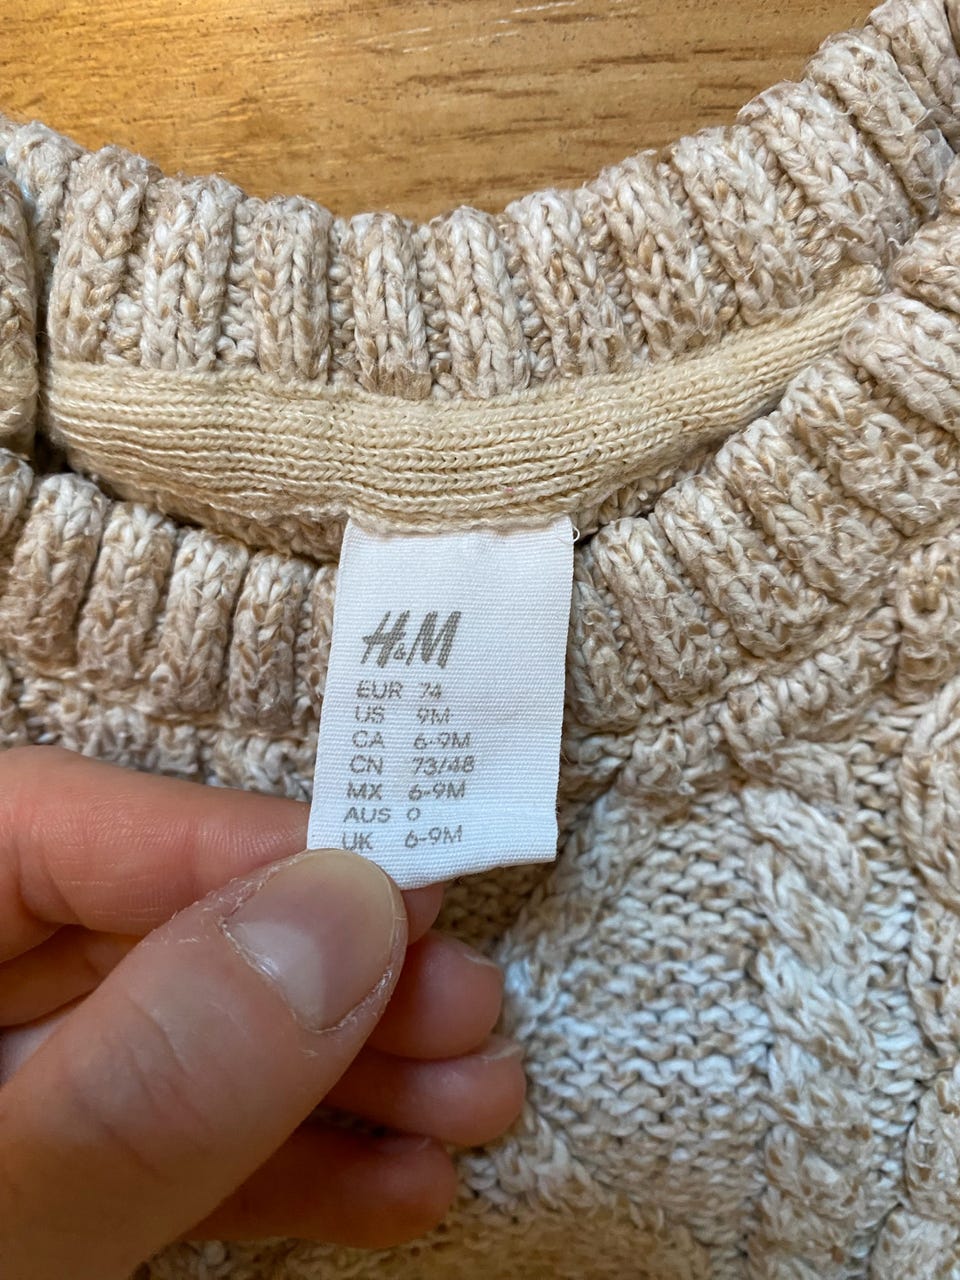 H&M
EUR 74
US 9M
CA 6-9M
CN 73/48
MX 6-9M
AUS 0
UK 6-9M